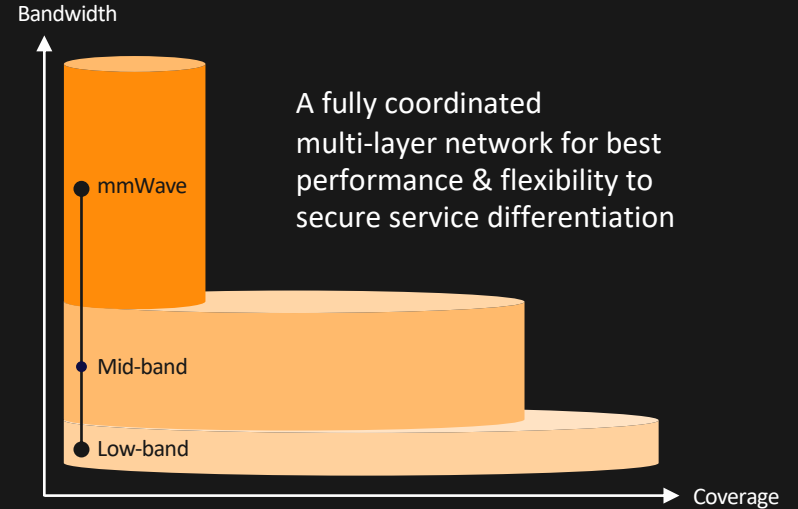 Bandwidth
A fully coordinated
multi-layer network for best
performance & flexibility to
secure service differentiation
mmWave
Mid-band
Low-band
Coverage